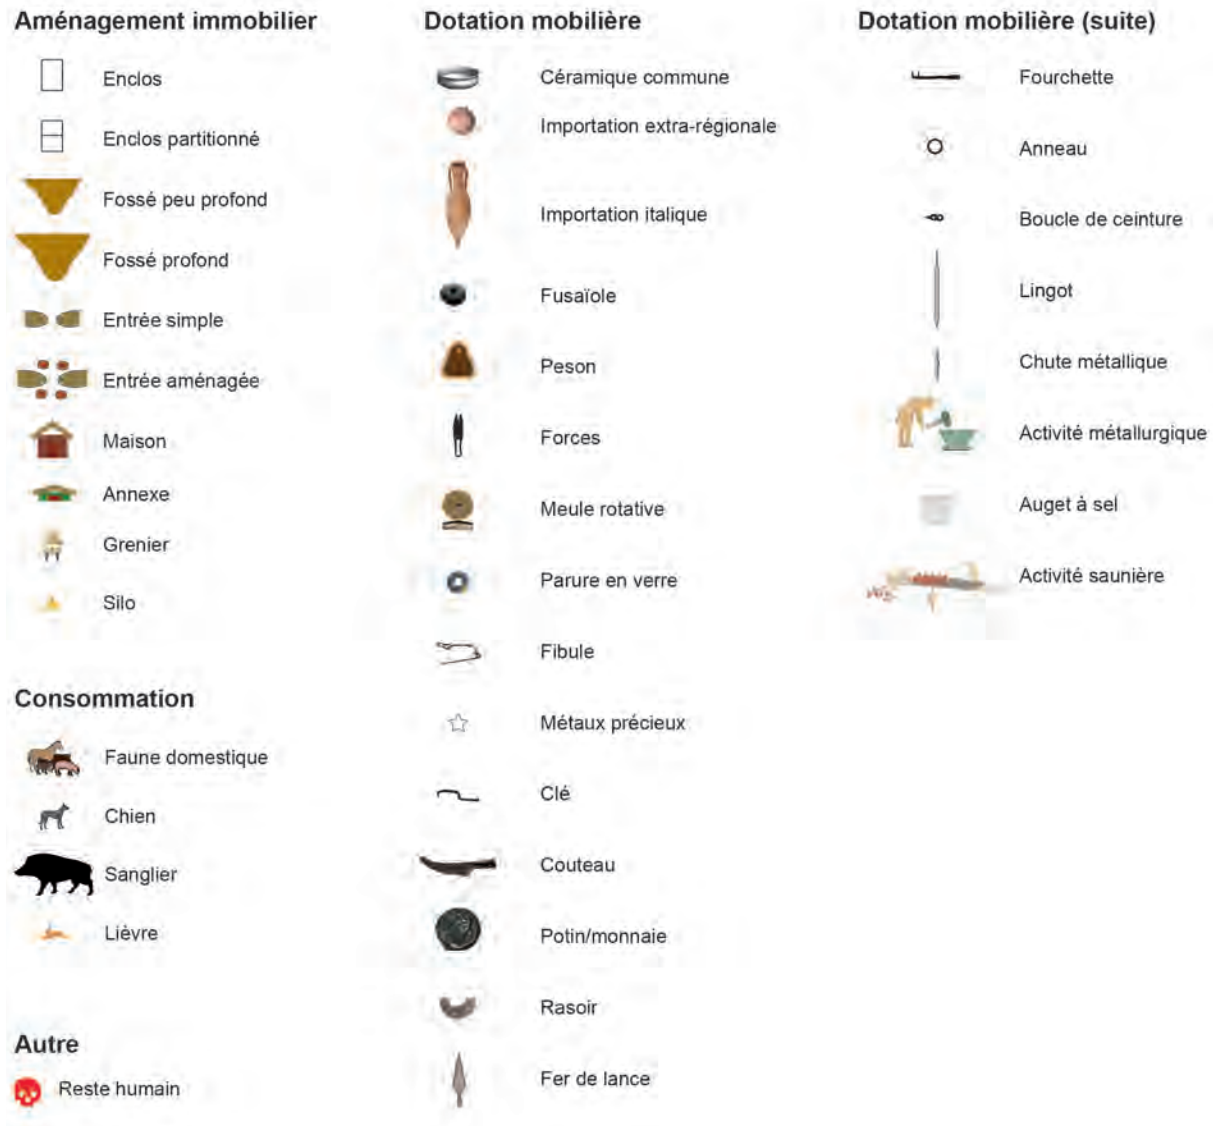 Aménagement immobilier
Enclos
Enclos partitionné
Fossé peu profond
Fossé profond
Entrée simple
Entrée aménagée
Maison
Annexe
Grenier
Silo
Consommation
Faune domestique
Chien
Sanglier
Lièvre
Autre
Reste humain
Dotation mobilière
Céramique commune
Importation extra-régionale
Importation italique
Fusaïole
Peson
Forces
Meule rotative
Parure en verre
Fibule
Métaux précieux
Clé
Couteau
Potin/monnaie
Rasoir
Fer de lance
Dotation mobilière (suite)
Fourchette
Anneau
Boucle de ceinture
Lingot
Chute métallique
Activité métallurgique
Auget à sel
Activité saunière